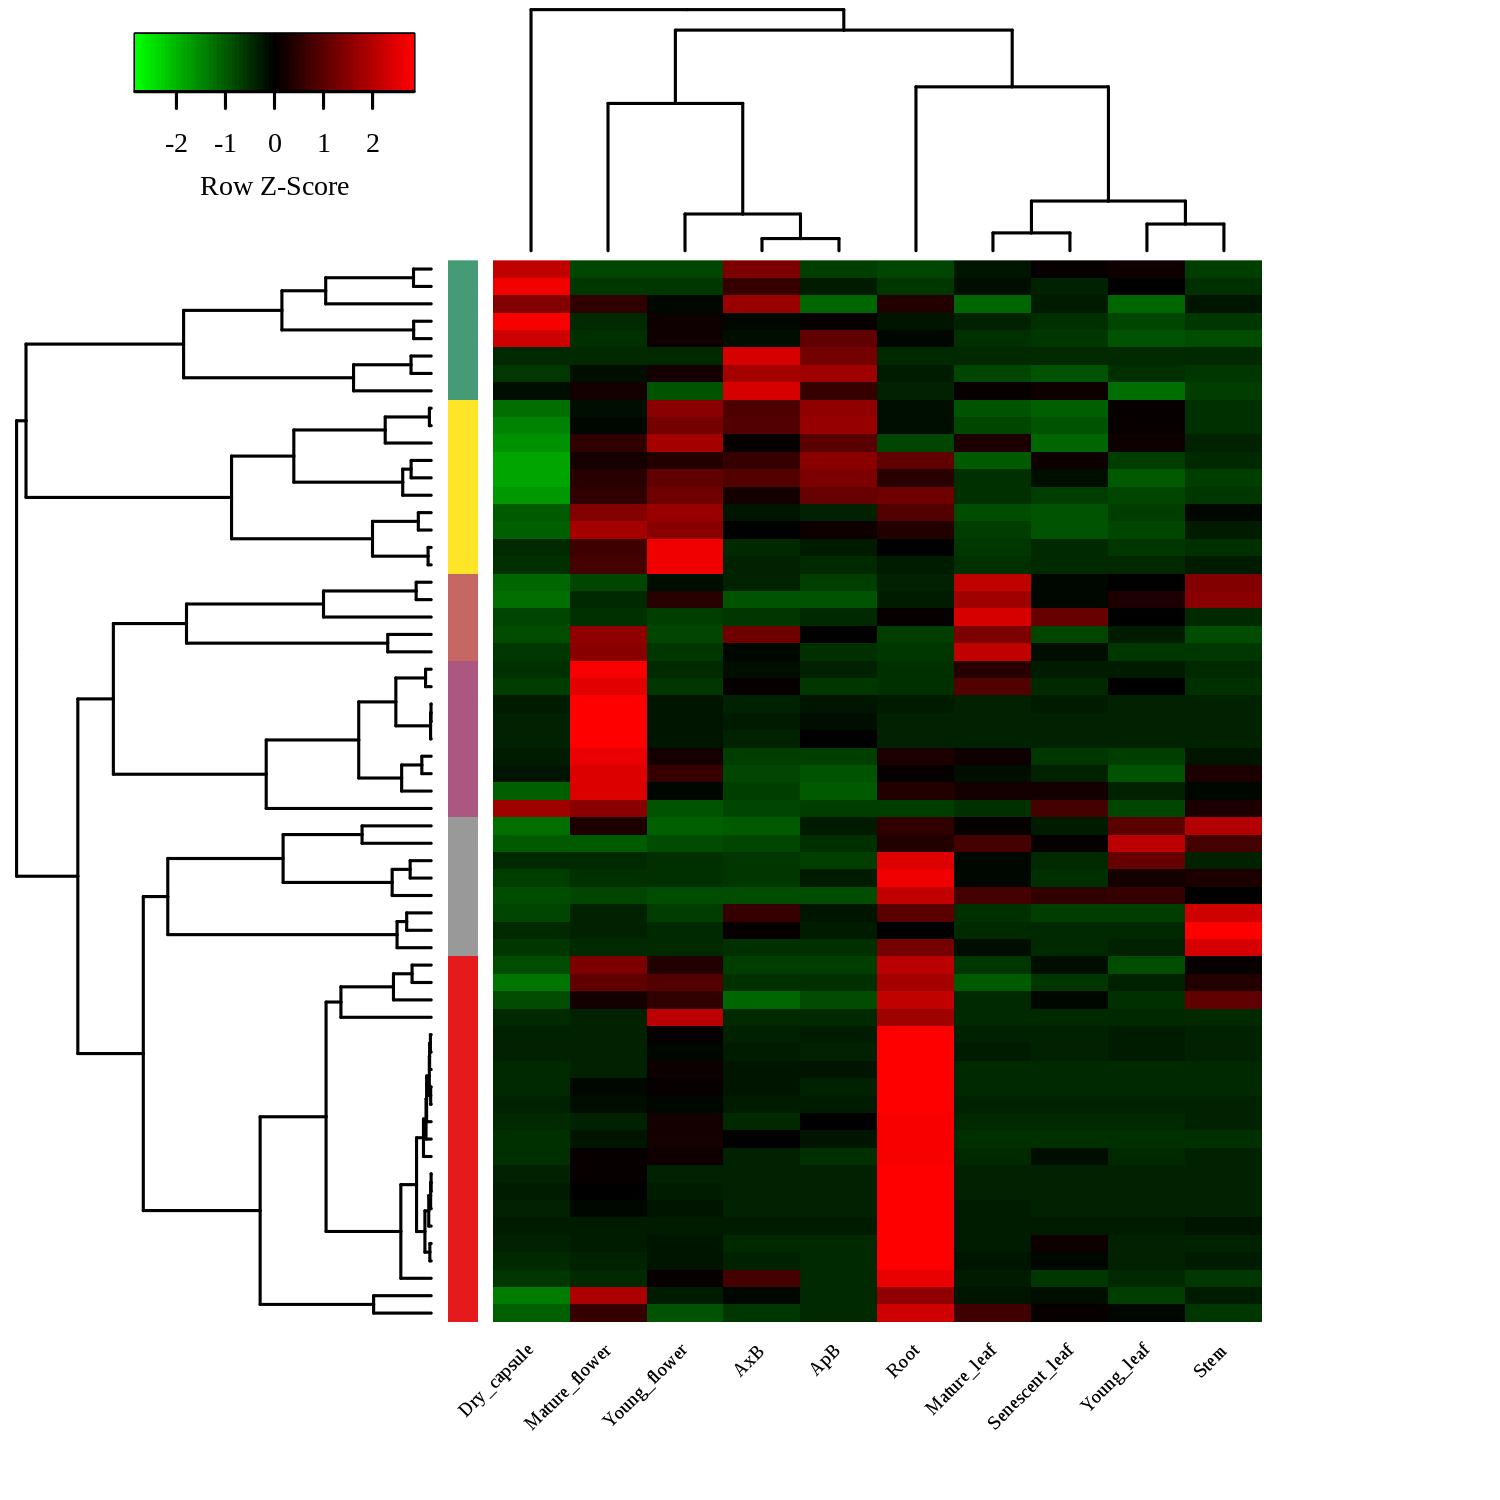 -2 -1 0 1 2
Row Z-Score
Dry_capsule
Mature_flower
Young_flower
AxB
ApB
Root
Mature_leaf
Senescent_leaf
Young_leaf
Stem